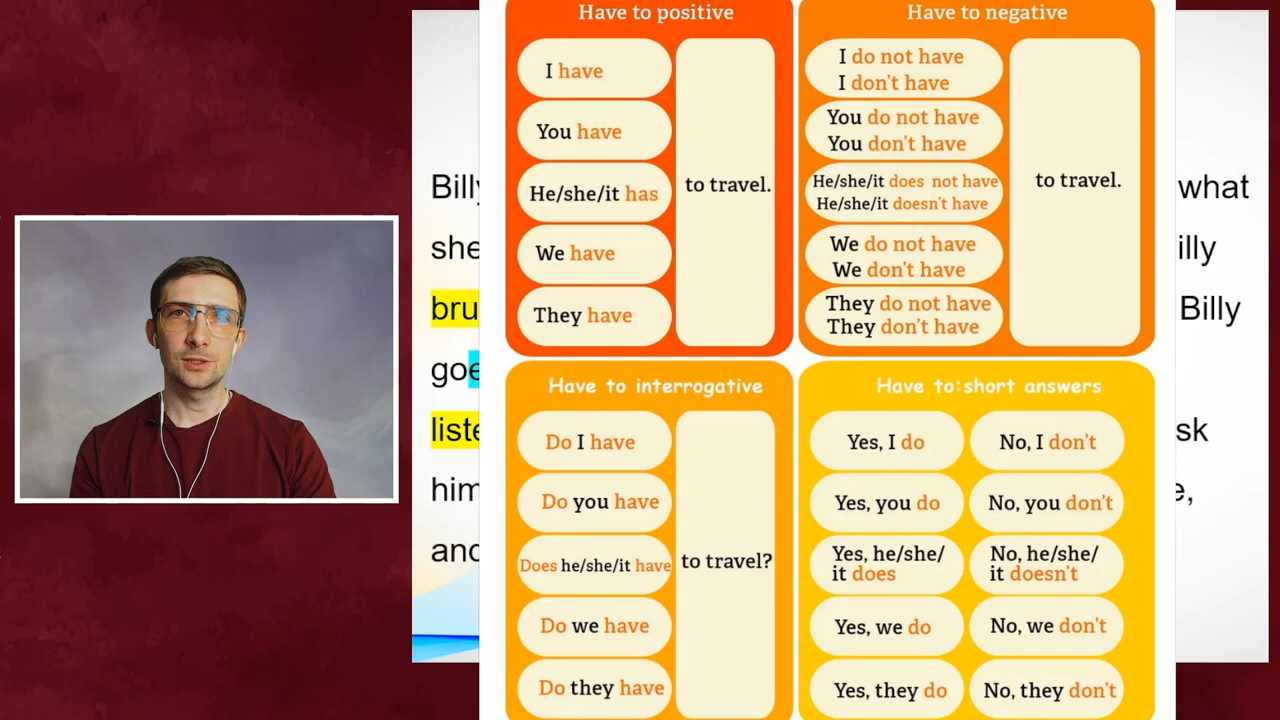 Have to positive
I have
You have
He/she/it has
We have
They have
to travel.
Have to negative
I do not have
I don't have
You do not have
You don't have
He/she/it does not have
He/she/it doesn't have
We do not have
We don't have
They do not have
They don't have
to travel.
Have to interrogative
Do I have
Do you have
Does he/she/it have
Do we have
Do they have
to travel?
Have to:short answers
Yes, I do
No, I don't
Yes, you do
No, you don't
Yes, he/she/
it does
No, he/she/
it doesn't
Yes, we do
No, we don't
Yes, they do
No, they don't
what
she
Billy
him